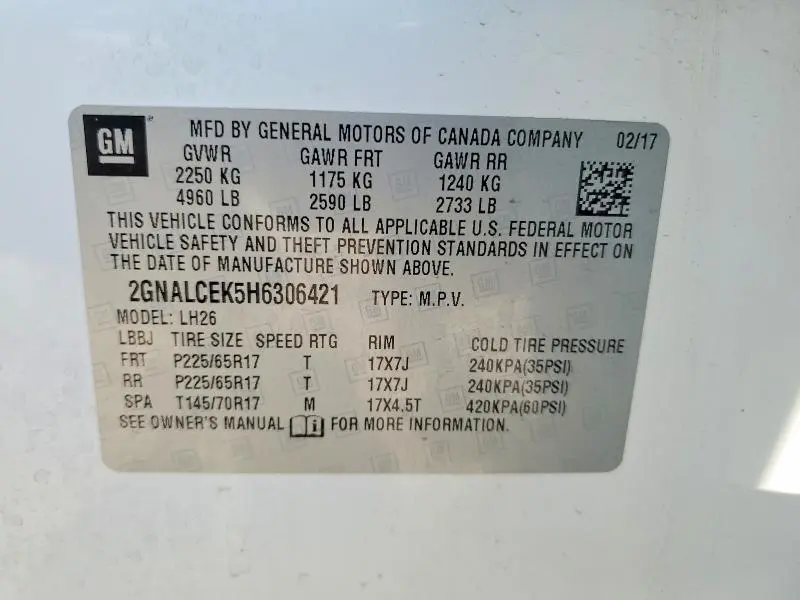 GM
MFD BY GENERAL MOTORS OF CANADA COMPANY 02/17
GVWR GAWR FRT GAWR RR
2250 KG 1175 KG 1240 KG
4960 LB 2590 LB 2733 LB
THIS VEHICLE CONFORMS TO ALL APPLICABLE U.S. FEDERAL MOTOR
VEHICLE SAFETY AND THEFT PREVENTION STANDARDS IN EFFECT ON
THE DATE OF MANUFACTURE SHOWN ABOVE.
2GNALCEK5H6306421 TYPE: M.P.V.
MODEL: LH26
LBBJ TIRE SIZE SPEED RTG RIM COLD TIRE PRESSURE
FRT P225/65R17 T 17X7J 240KPA(35PSI)
RR P225/65R17 T 17X7J 240KPA(35PSI)
SPA T145/70R17 M 17X4.5T 420KPA(60PSI)
SEE OWNER'S MANUAL i FOR MORE INFORMATION.